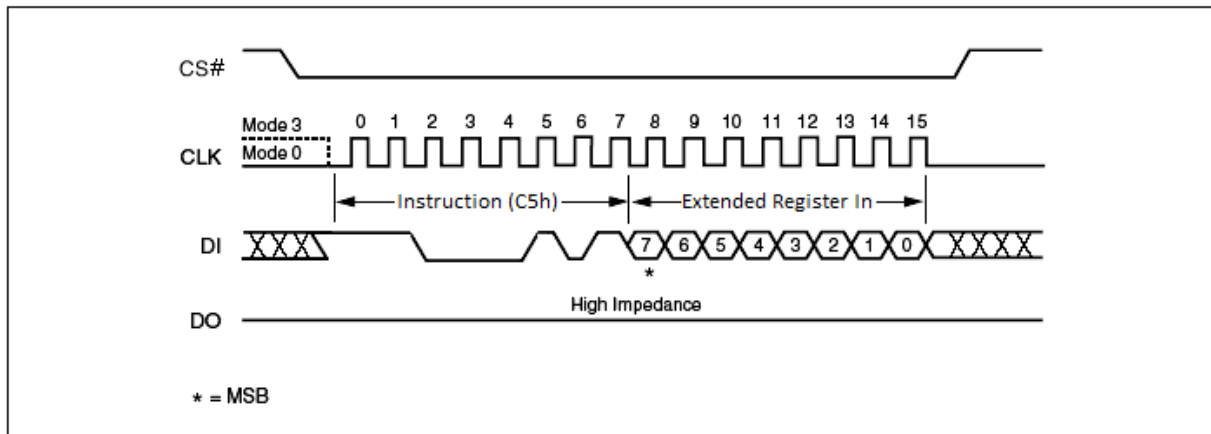 CS#
Mode 3
0 1 2 3 4 5 6 7 8 9 10 11 12 13 14 15
CLK
Mode 0
Instruction (C5h)
Extended Register In
DI
7 6 5 4 3 2 1 0
*
High Impedance
DO
* = MSB